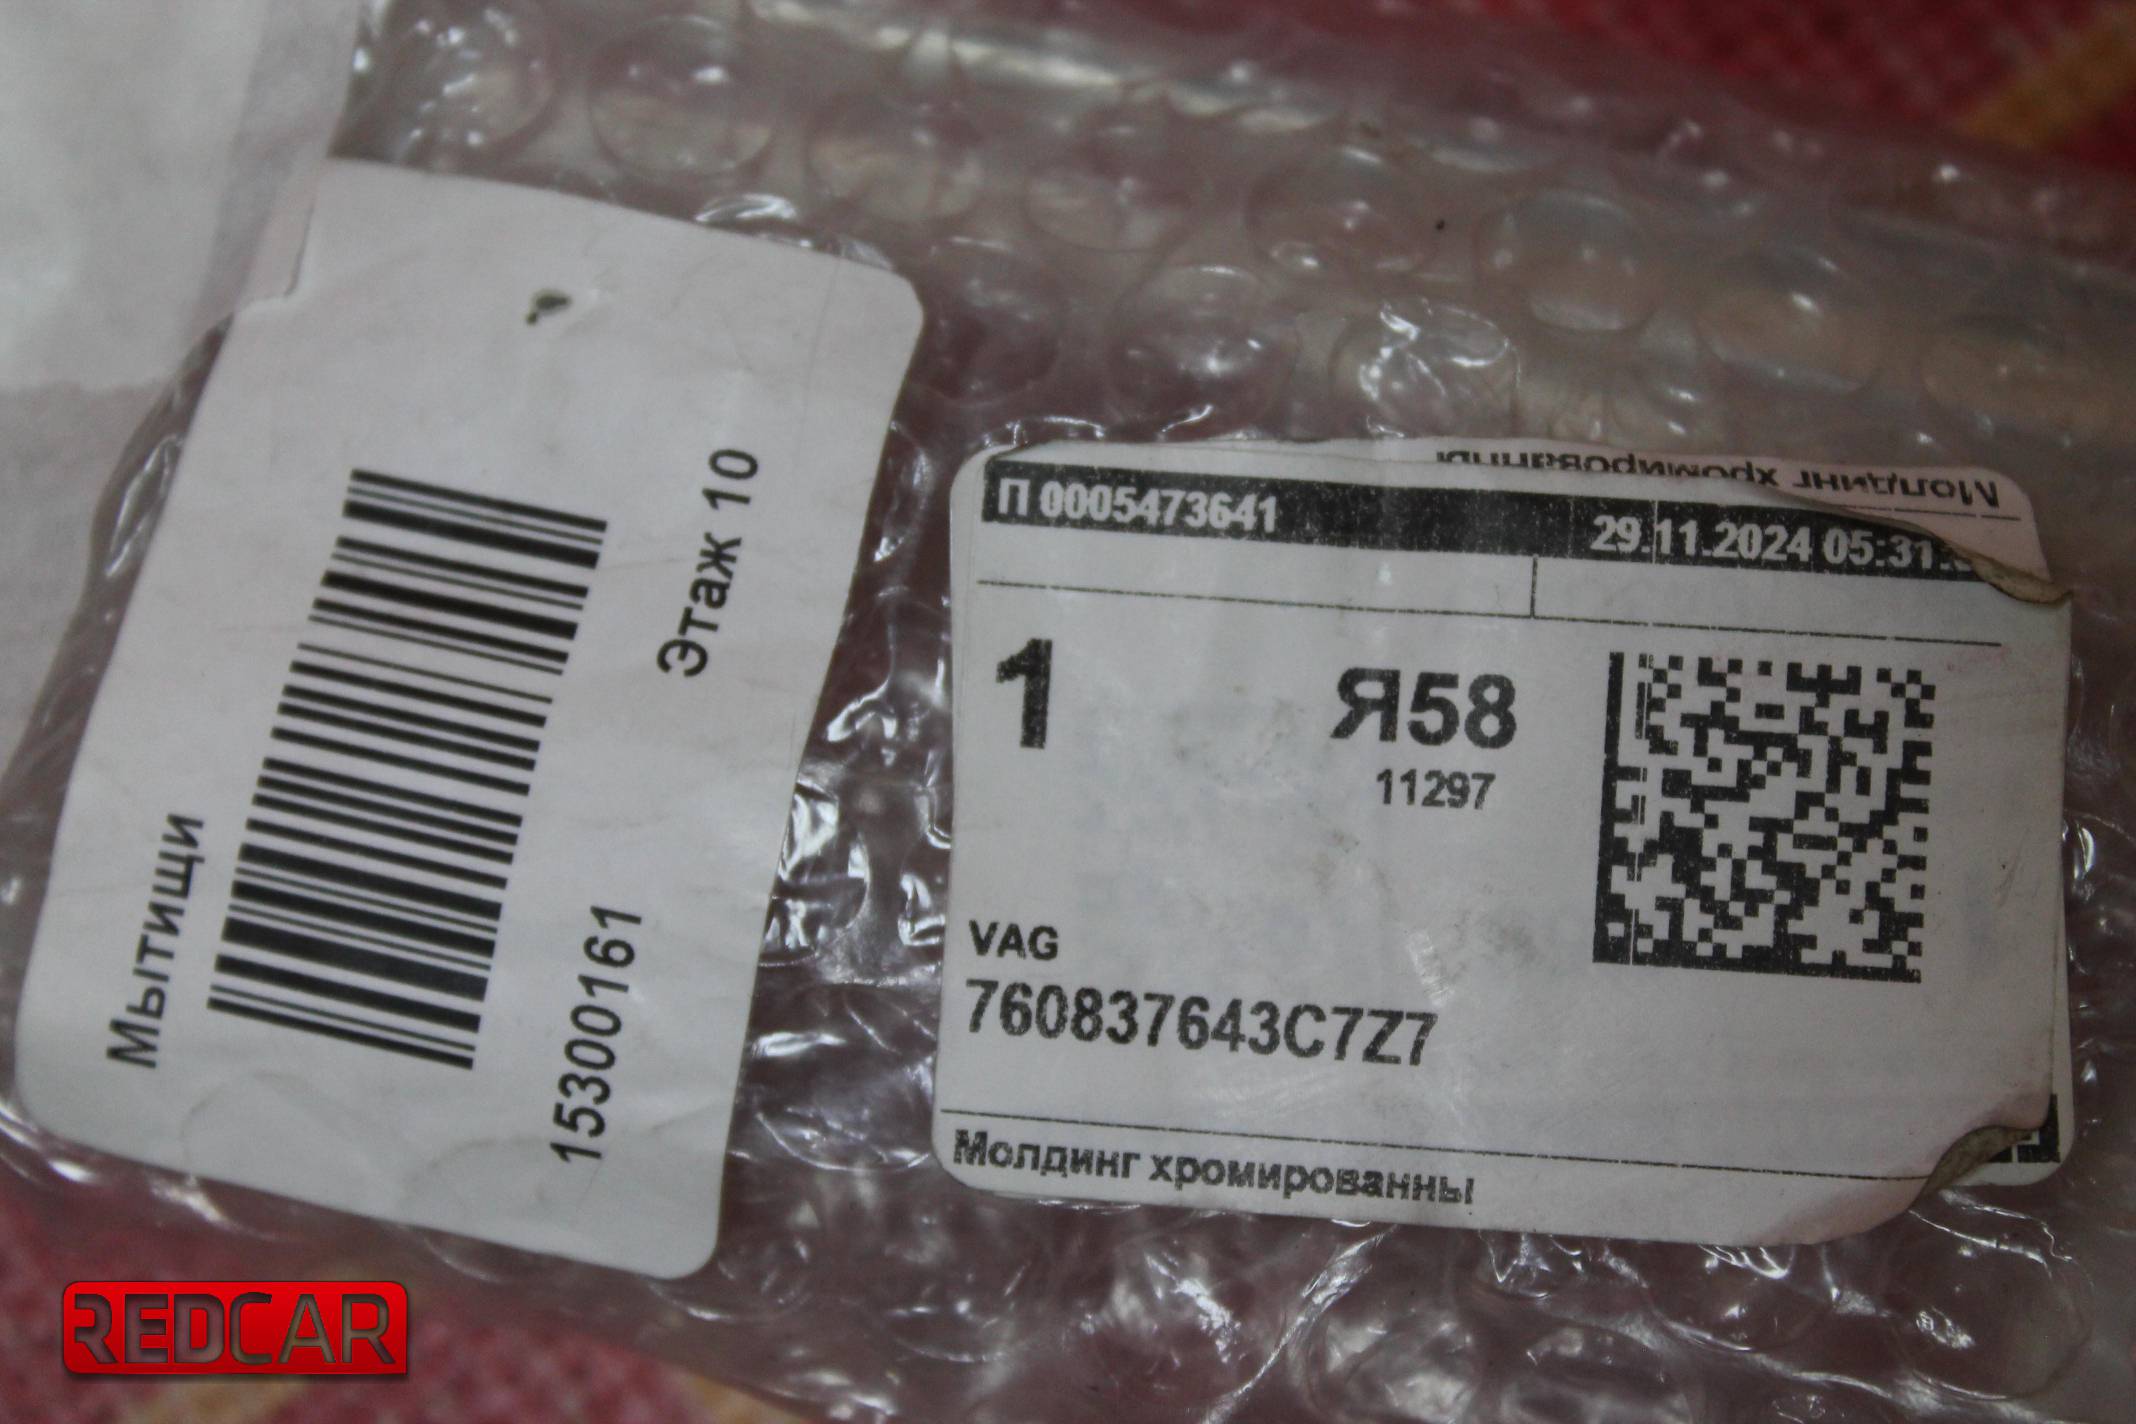 Мытищи
15300161
Этаж 10
Молдинг хромированны
П 0005473641
29.11.2024 05:31:
1
Я58
11297
VAG
760837643C7Z7
Молдинг хромированны
REDCAR